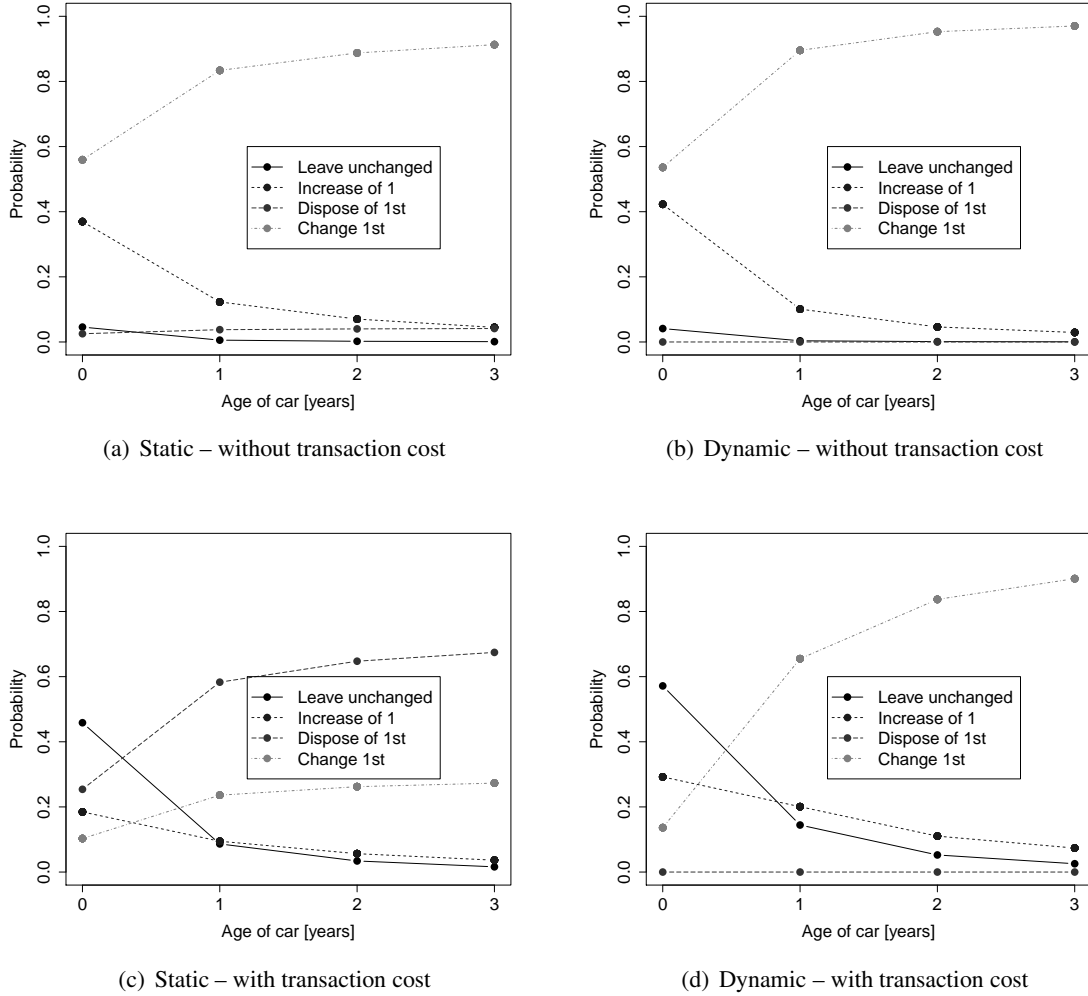 1.0
0.8
0.6
0.4
0.2
0.0
Probability
Leave unchanged
Increase of 1
Dispose of 1st
Change 1st
0 1 2 3
Age of car [years]
(a) Static – without transaction cost
1.0
0.8
0.6
0.4
0.2
0.0
Probability
Leave unchanged
Increase of 1
Dispose of 1st
Change 1st
0 1 2 3
Age of car [years]
(b) Dynamic – without transaction cost
1.0
0.8
0.6
0.4
0.2
0.0
Probability
Leave unchanged
Increase of 1
Dispose of 1st
Change 1st
0 1 2 3
Age of car [years]
(c) Static – with transaction cost
1.0
0.8
0.6
0.4
0.2
0.0
Probability
Leave unchanged
Increase of 1
Dispose of 1st
Change 1st
0 1 2 3
Age of car [years]
(d) Dynamic – with transaction cost